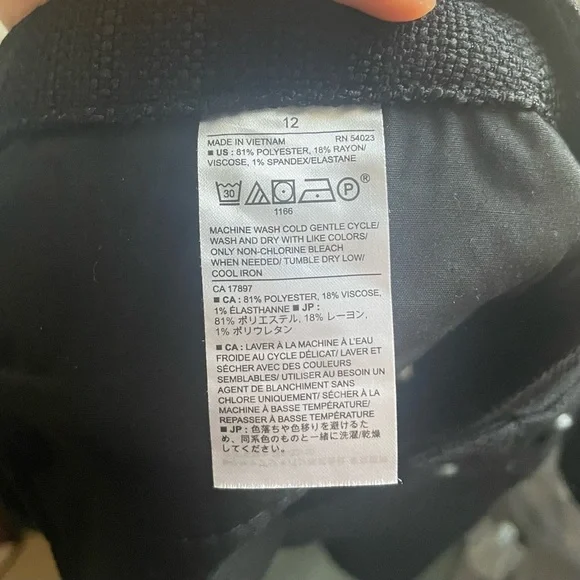 12
MADE IN VIETNAM RN 54023
■ US : 81% POLYESTER, 18% RAYON/
VISCOSE, 1% SPANDEX/ELASTANE
30 P ®
1166
MACHINE WASH COLD GENTLE CYCLE/
WASH AND DRY WITH LIKE COLORS/
ONLY NON-CHLORINE BLEACH
WHEN NEEDED/ TUMBLE DRY LOW/
COOL IRON
CA 17897
■ CA : 81% POLYESTER, 18% VISCOSE,
1% ÉLASTHANNE ■ JP :
81% ポリエステル, 18% レーヨン,
1% ポリウレタン
■ CA : LAVER À LA MACHINE À L'EAU
FROIDE AU CYCLE DÉLICAT/ LAVER ET
SÉCHER AVEC DES COULEURS
SEMBLABLES/ UTILISER AU BESOIN UN
AGENT DE BLANCHIMENT SANS
CHLORE UNIQUEMENT/ SÉCHER À LA
MACHINE À BASSE TEMPÉRATURE/
REPASSER À BASSE TEMPÉRATURE
■ JP : 色落ちや色移りを避けるた
め、同系色のものと一緒に洗濯/乾燥
してください。